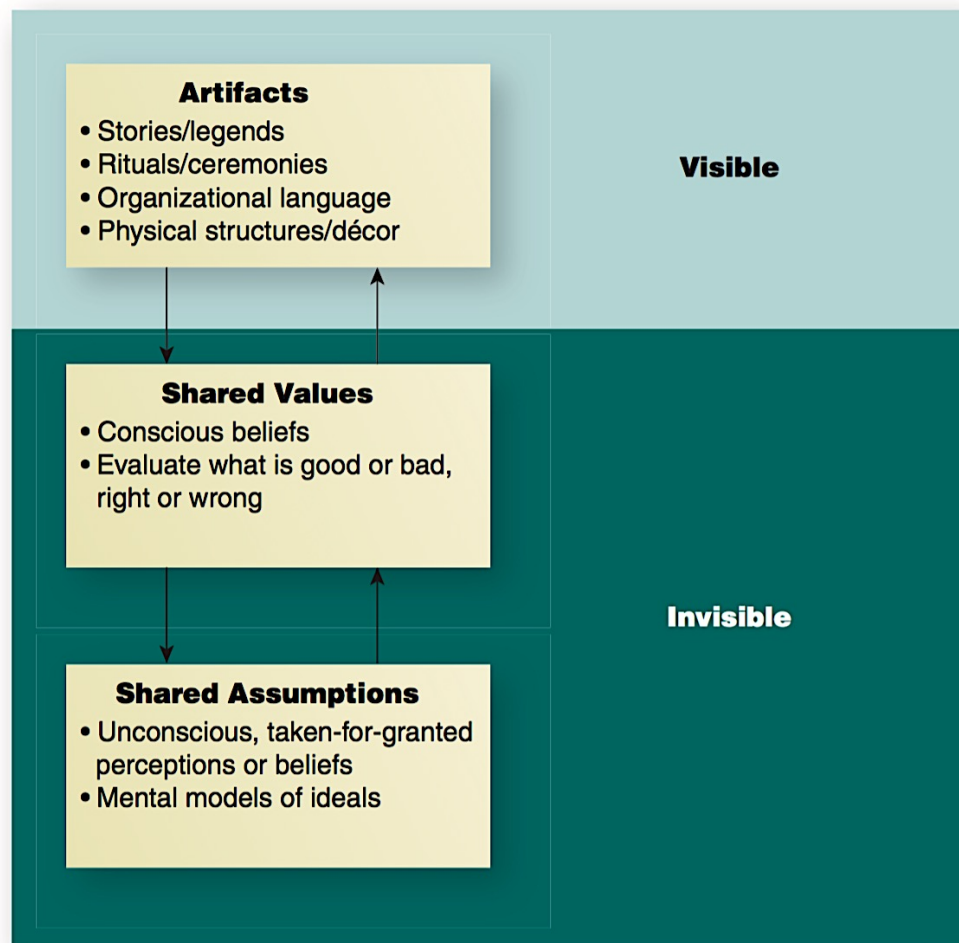 Artifacts
• Stories/legends
• Rituals/ceremonies
• Organizational language
• Physical structures/décor
Visible
Shared Values
• Conscious beliefs
• Evaluate what is good or bad,
right or wrong
Invisible
Shared Assumptions
• Unconscious, taken-for-granted
perceptions or beliefs
• Mental models of ideals